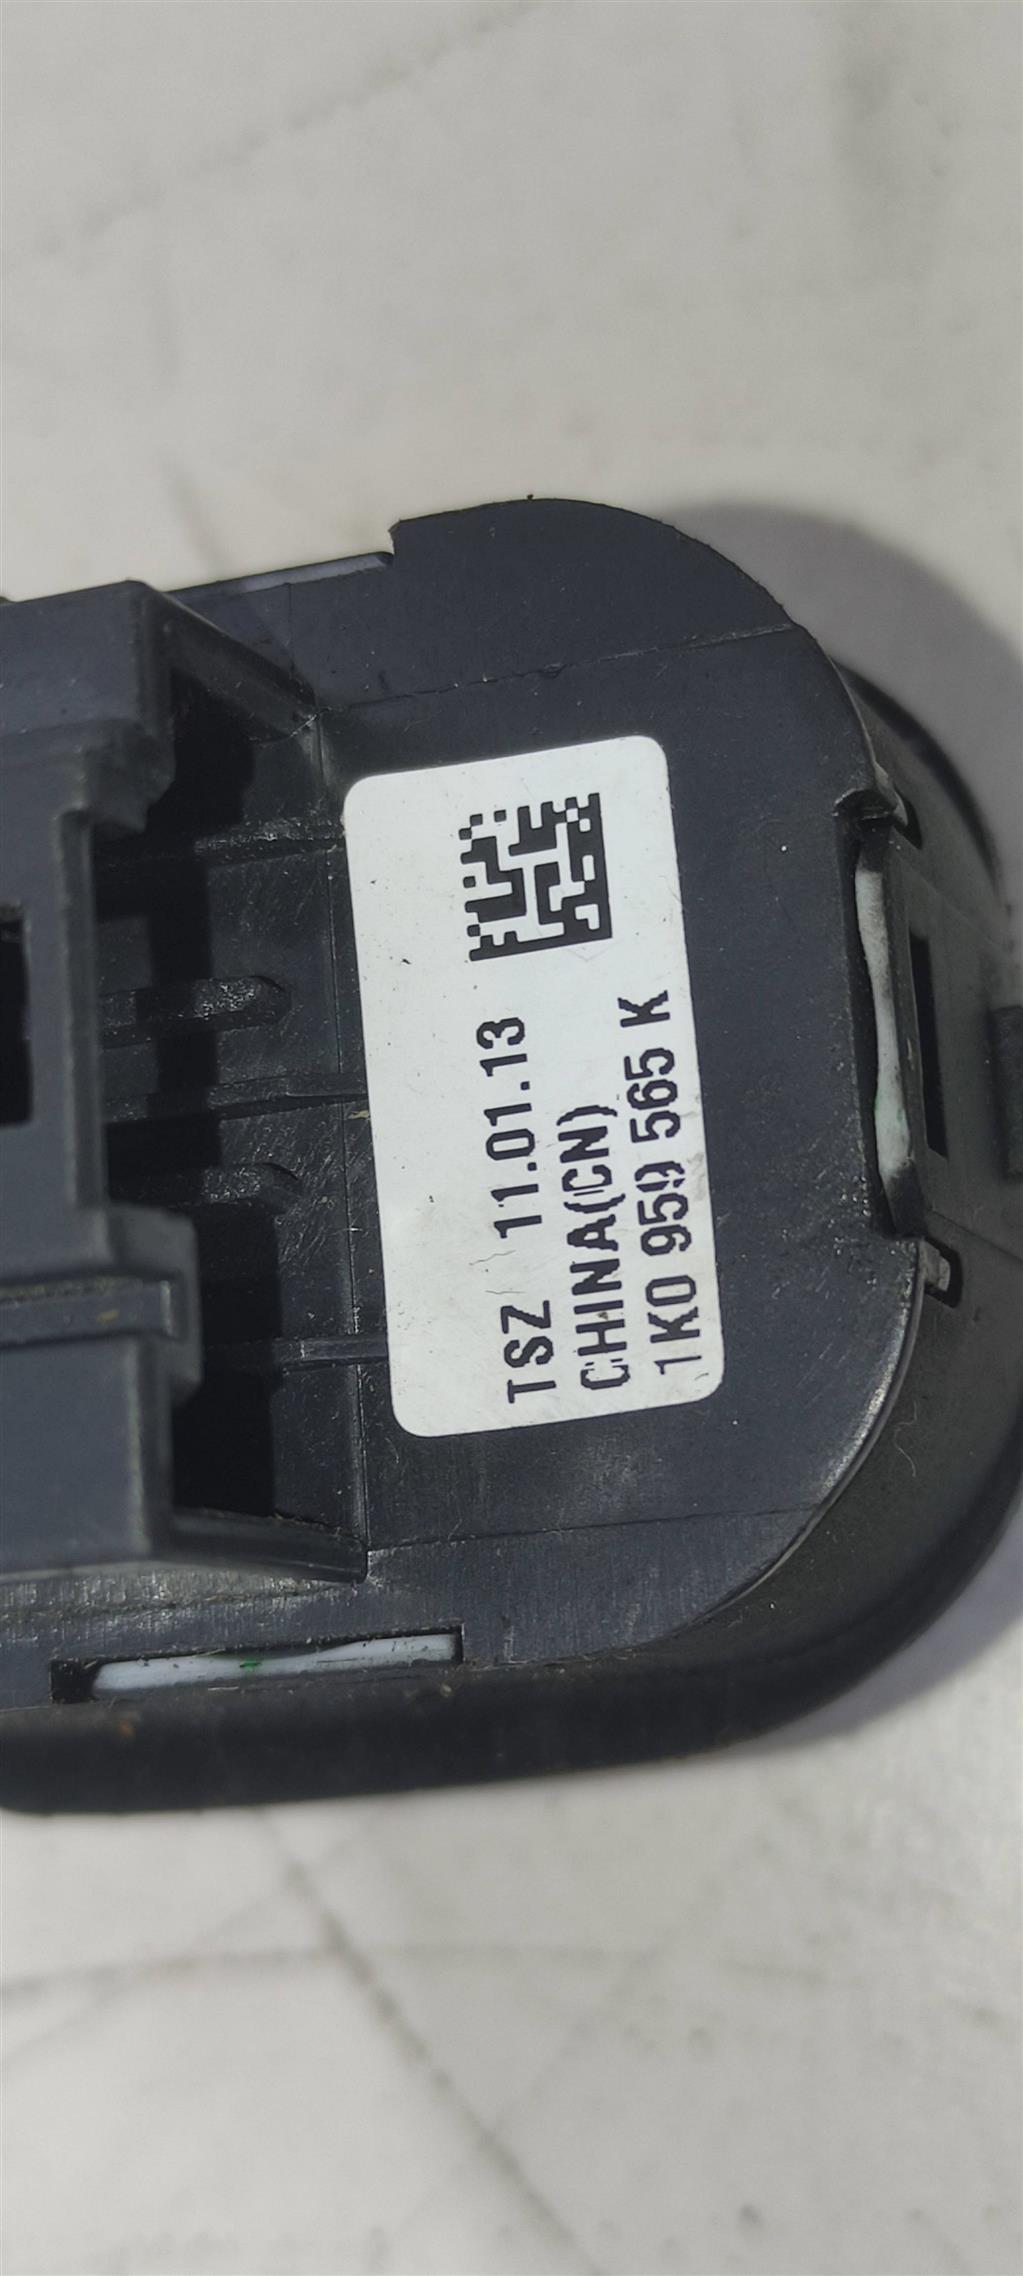 TSZ 11.01.13
CHINA(CN)
1K0 959 565 K